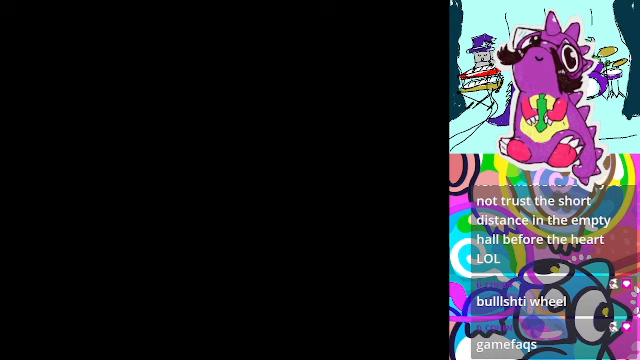 not trust the short
distance in the empty
hall before the heart
LOL
bulllshti wheel
gamefaqs